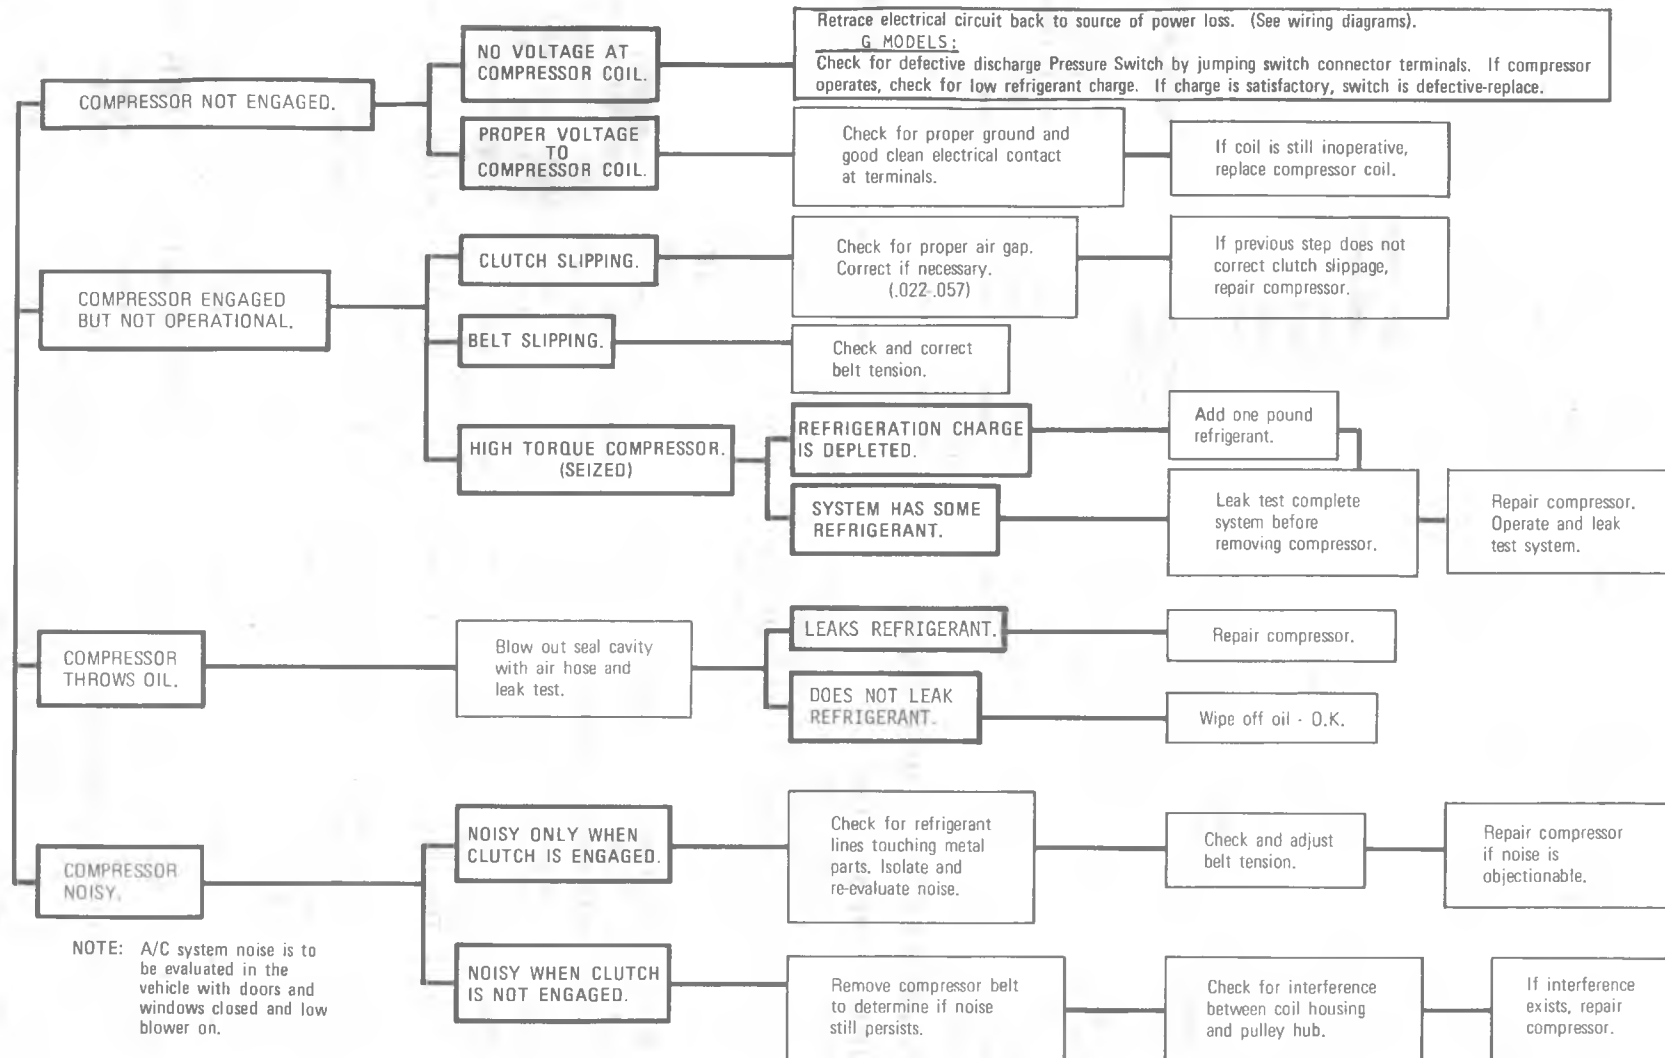 COMPRESSOR NOT ENGAGED.
NO VOLTAGE AT
COMPRESSOR COIL.
Retrace electrical circuit back to source of power loss. (See wiring diagrams).
G MODELS:
Check for defective discharge Pressure Switch by jumping switch connector terminals. If compressor
operates, check for low refrigerant charge. If charge is satisfactory, switch is defective-replace.
PROPER VOLTAGE
TO
COMPRESSOR COIL.
Check for proper ground and
good clean electrical contact
at terminals.
If coil is still inoperative,
replace compressor coil.
COMPRESSOR ENGAGED
BUT NOT OPERATIONAL.
CLUTCH SLIPPING.
Check for proper air gap.
Correct if necessary.
(.022-.057)
If previous step does not
correct clutch slippage,
repair compressor.
BELT SLIPPING.
Check and correct
belt tension.
HIGH TORQUE COMPRESSOR.
(SEIZED)
REFRIGERATION CHARGE
IS DEPLETED.
Add one pound
refrigerant.
SYSTEM HAS SOME
REFRIGERANT.
Leak test complete
system before
removing compressor.
Repair compressor.
Operate and leak
test system.
COMPRESSOR
THROWS OIL.
Blow out seal cavity
with air hose and
leak test.
LEAKS REFRIGERANT.
Repair compressor.
DOES NOT LEAK
REFRIGERANT.
Wipe off oil - O.K.
COMPRESSOR
NOISY.
NOISY ONLY WHEN
CLUTCH IS ENGAGED.
Check for refrigerant
lines touching metal
parts, Isolate and
re-evaluate noise.
Check and adjust
belt tension.
Repair compressor
if noise is
objectionable.
NOISY WHEN CLUTCH
IS NOT ENGAGED.
Remove compressor belt
to determine if noise
still persists.
Check for interference
between coil housing
and pulley hub.
If interference
exists, repair
compressor.
NOTE: A/C system noise is to
be evaluated in the
vehicle with doors and
windows closed and low
blower on.